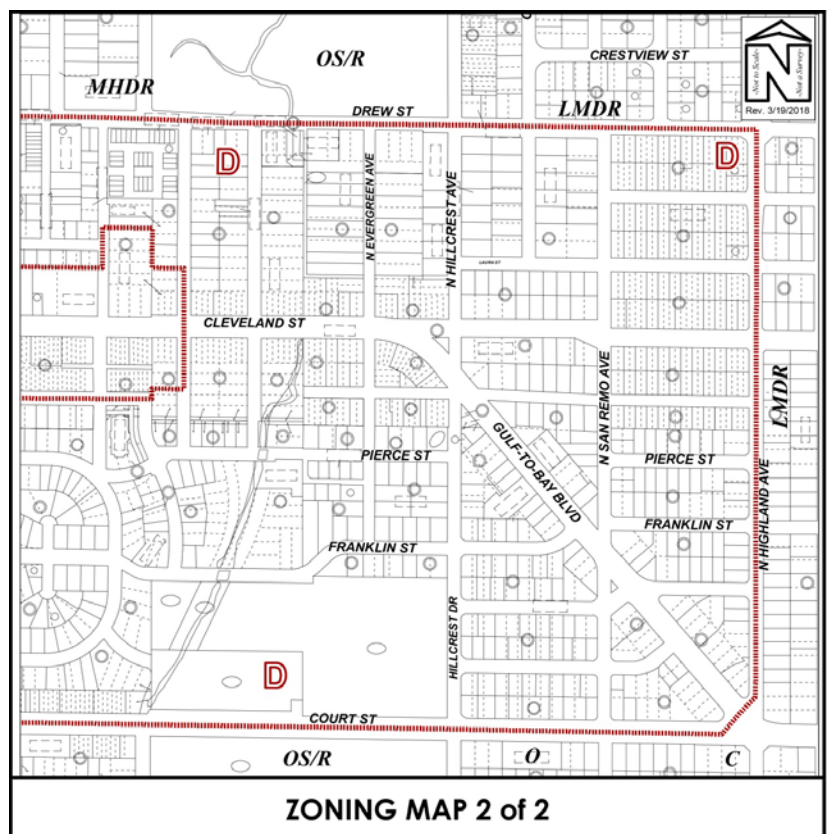 OS/R
CRESTVIEW ST
-Not to Scale-
-Not a Survey-
N
Rev. 3/19/2018
MHDR
DREW ST
LMDR
D
D
N EVERGREEN AVE
N HILLCREST AVE
LAURA ST
CLEVELAND ST
N SAN REMO AVE
LMDR
GULF-TO-BAY BLVD
PIERCE ST
PIERCE ST
N HIGHLAND AVE
FRANKLIN ST
FRANKLIN ST
HILLCREST DR
D
COURT ST
OS/R
O
C
ZONING MAP 2 of 2